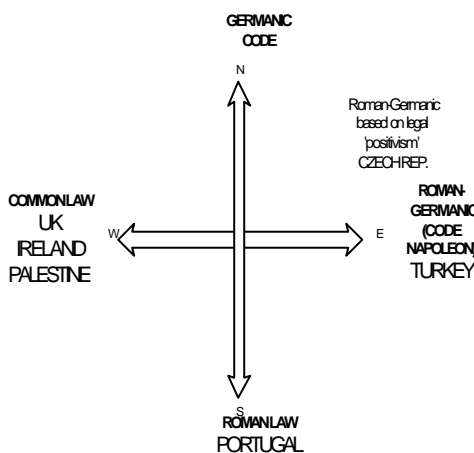 GERMANIC
CODE
N
Roman-Germanic
based on legal
'positivism'
CZECH REP.
COMMON LAW
UK
IRELAND
PALESTINE
W
E
ROMAN-
GERMANIC
(CODE
NAPOLEON)
TURKEY
S
ROMAN LAW
PORTUGAL